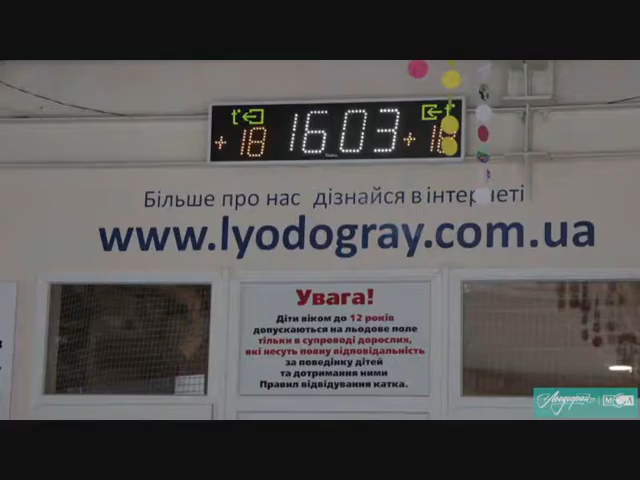 t° t°
+18 16:03 +18
Більше про нас дізнайся в інтернеті
www.lyodogray.com.ua
Увага!
Діти віком до 12 років
допускаються на льодове поле
тільки в супроводі дорослих,
які несуть повну відповідальність
за поведінку дітей
та дотримання ними
Правил відвідування катка.
Льодограй